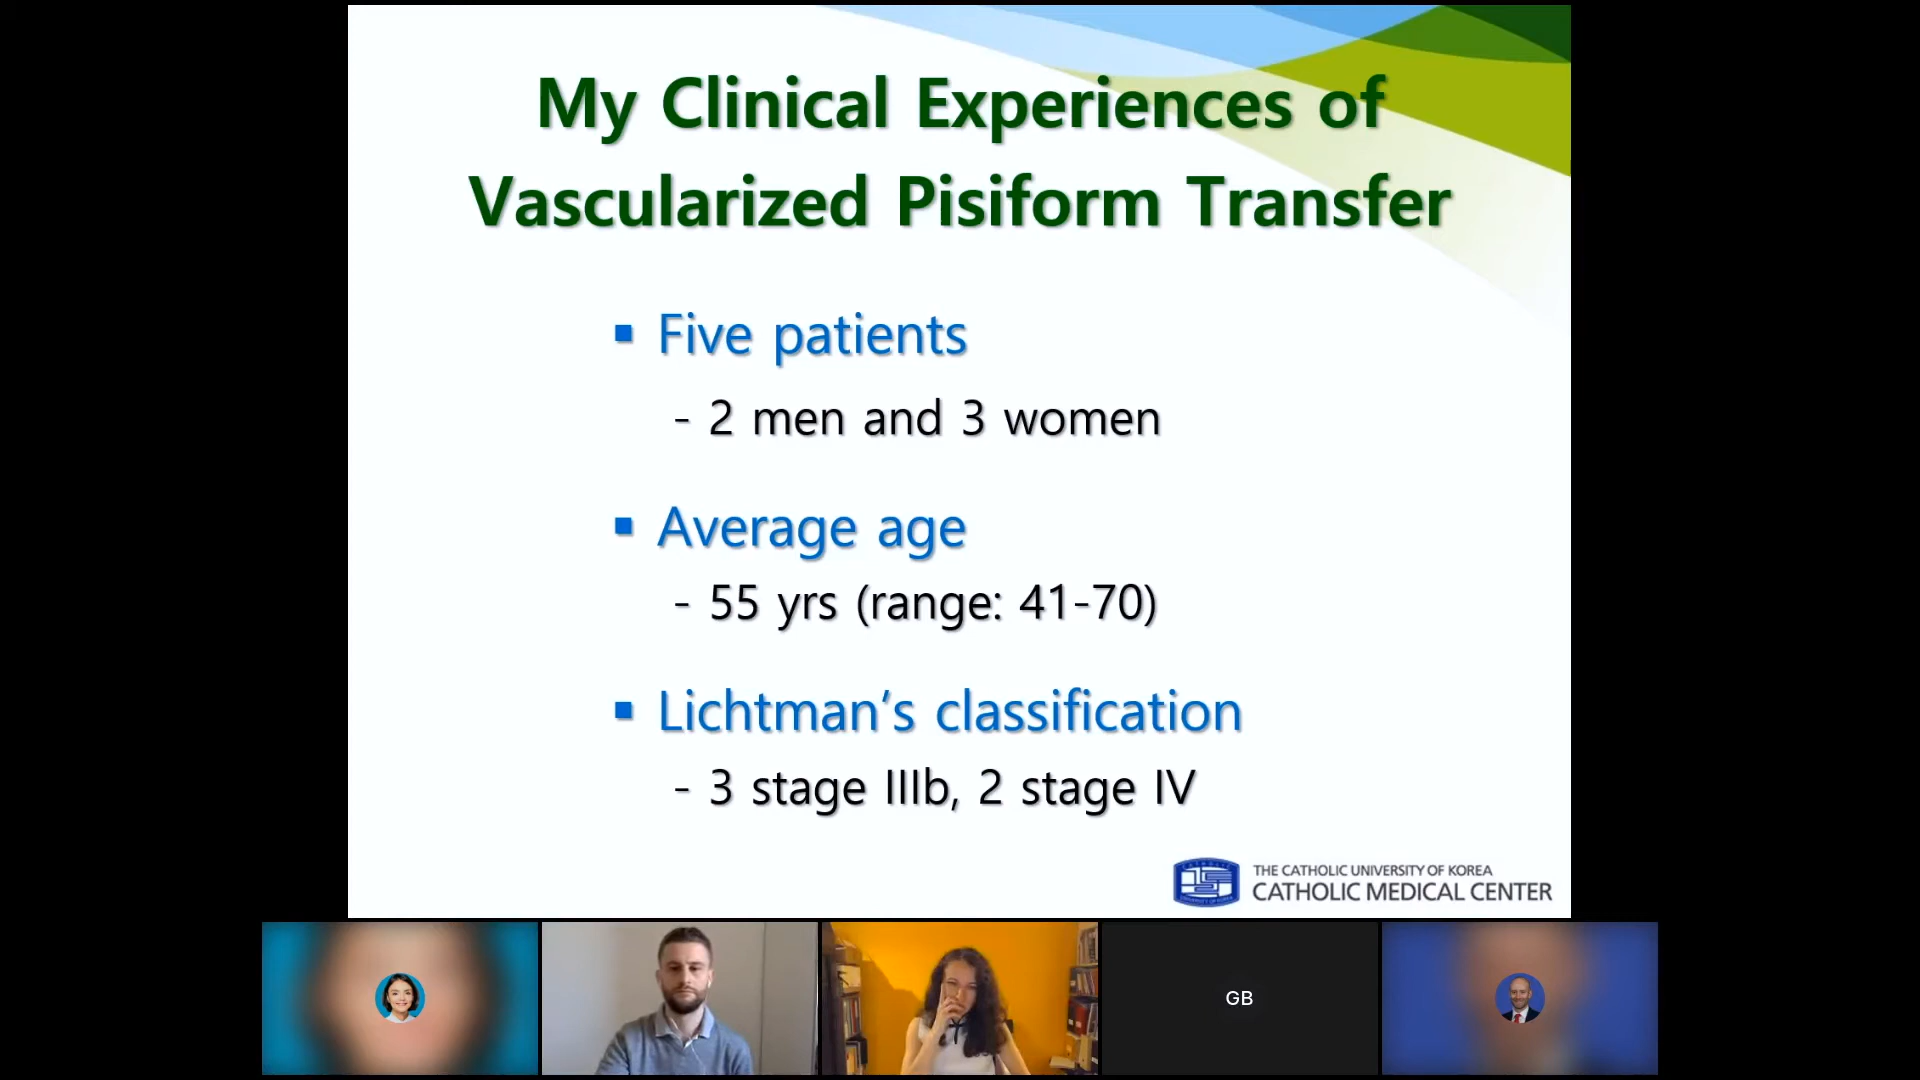 My Clinical Experiences of
Vascularized Pisiform Transfer
▪ Five patients
- 2 men and 3 women
▪ Average age
- 55 yrs (range: 41-70)
▪ Lichtman’s classification
- 3 stage IIIb, 2 stage IV
THE CATHOLIC UNIVERSITY OF KOREA
CATHOLIC MEDICAL CENTER
GB